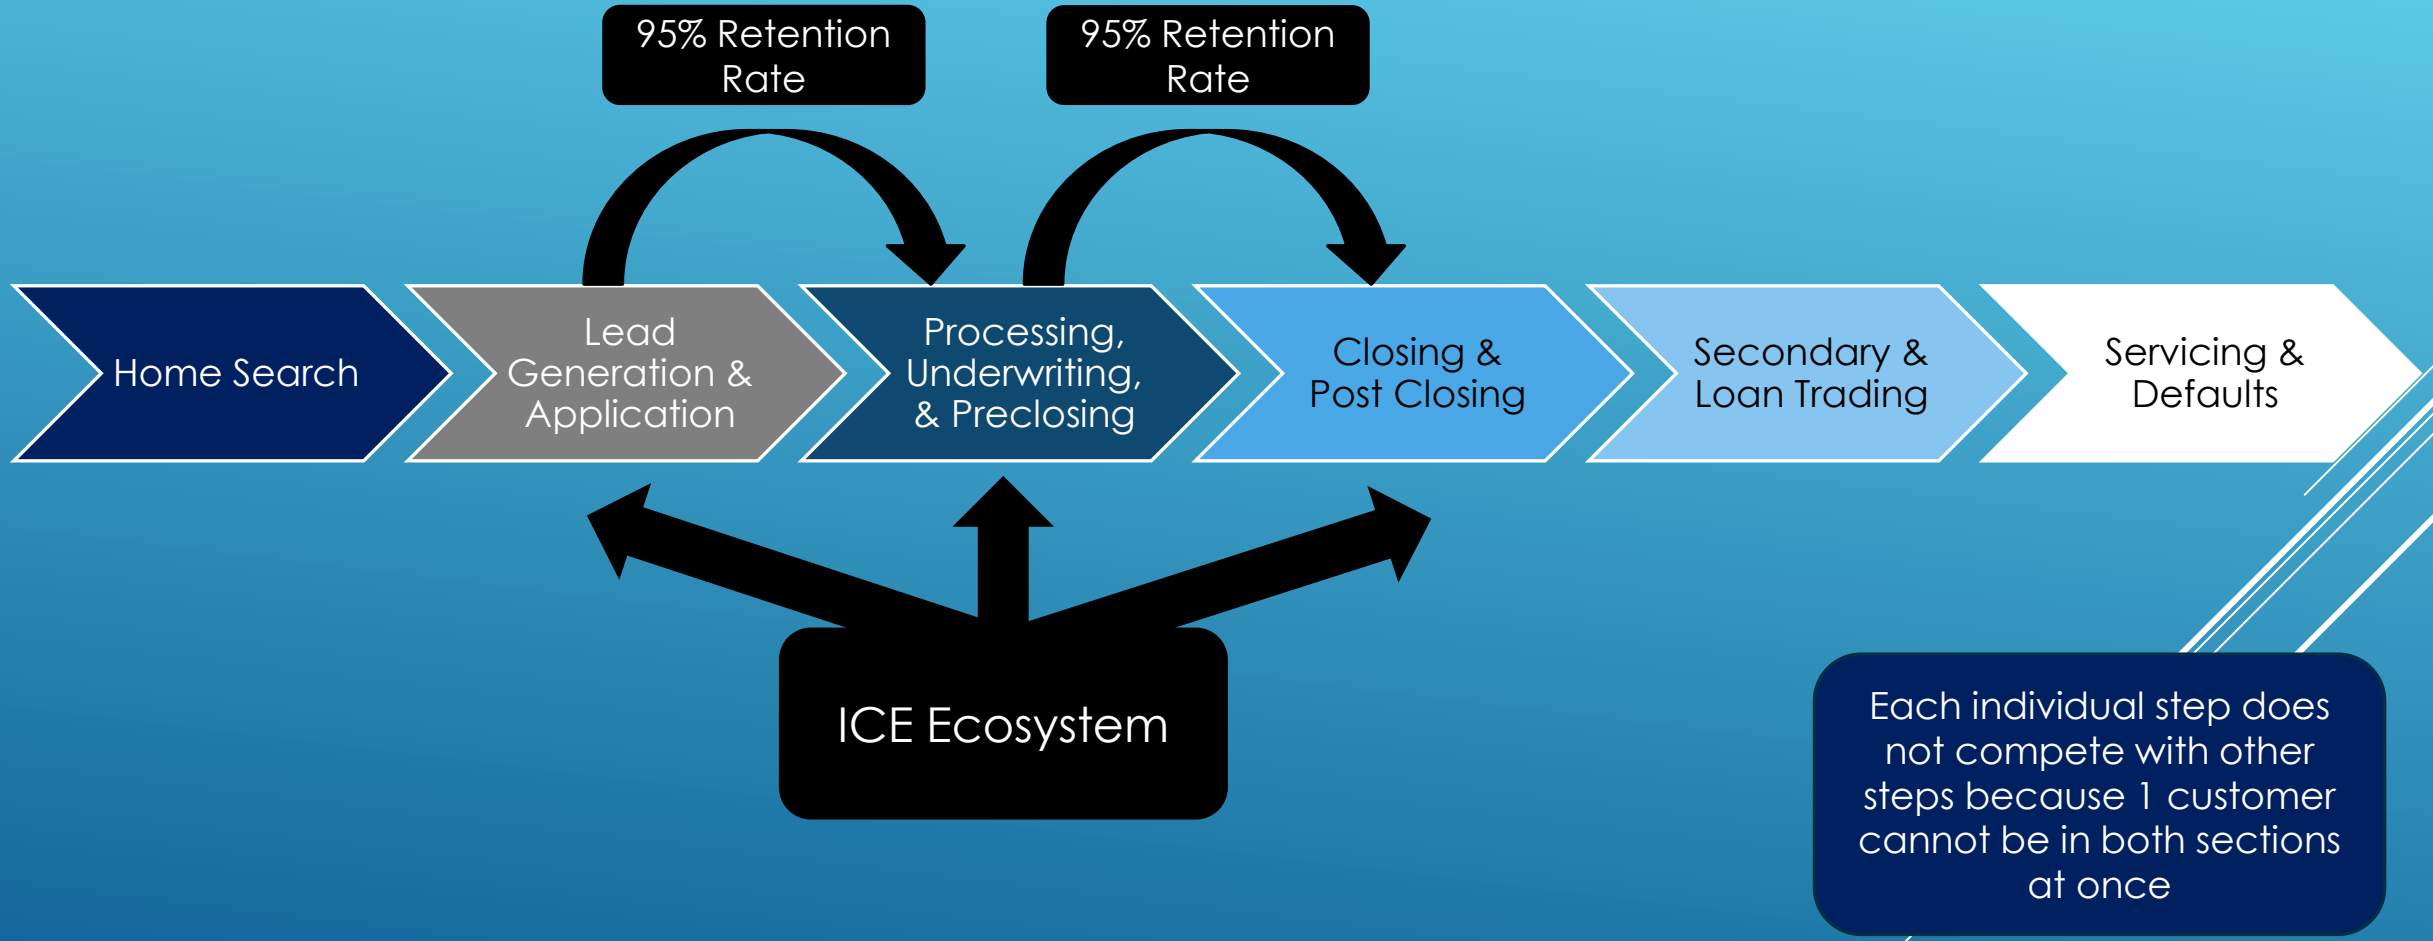 95% Retention
Rate
95% Retention
Rate
Home Search
Lead
Generation &
Application
Processing,
Underwriting,
& Preclosing
Closing &
Post Closing
Secondary &
Loan Trading
Servicing &
Defaults
ICE Ecosystem
Each individual step does
not compete with other
steps because 1 customer
cannot be in both sections
at once